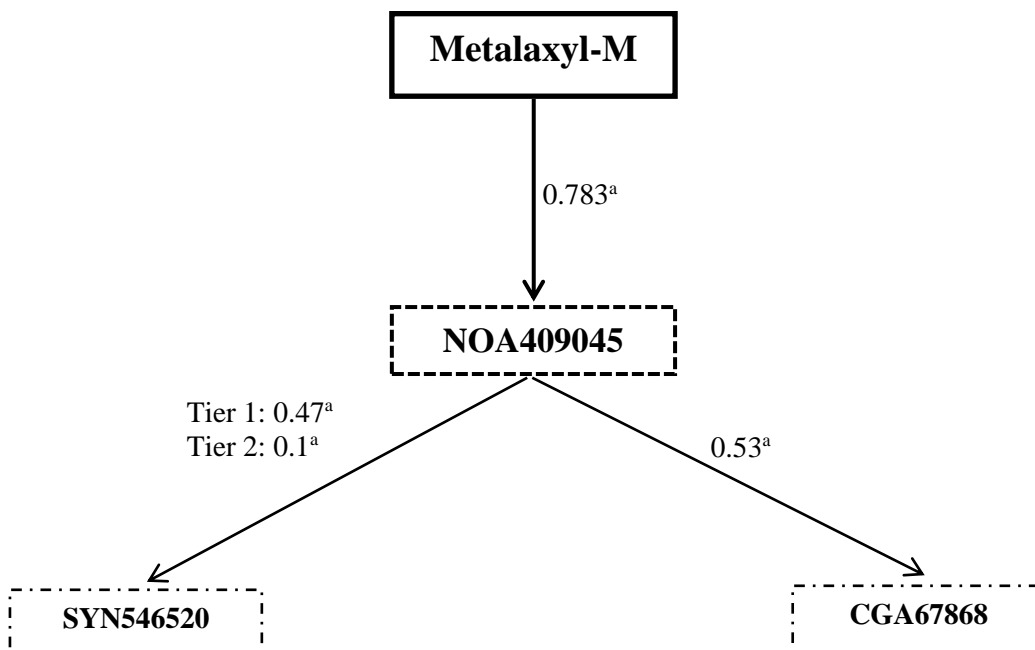 Metalaxyl-M
0.783ᵃ
NOA409045
Tier 1: 0.47ᵃ
Tier 2: 0.1ᵃ
0.53ᵃ
SYN546520
CGA67868